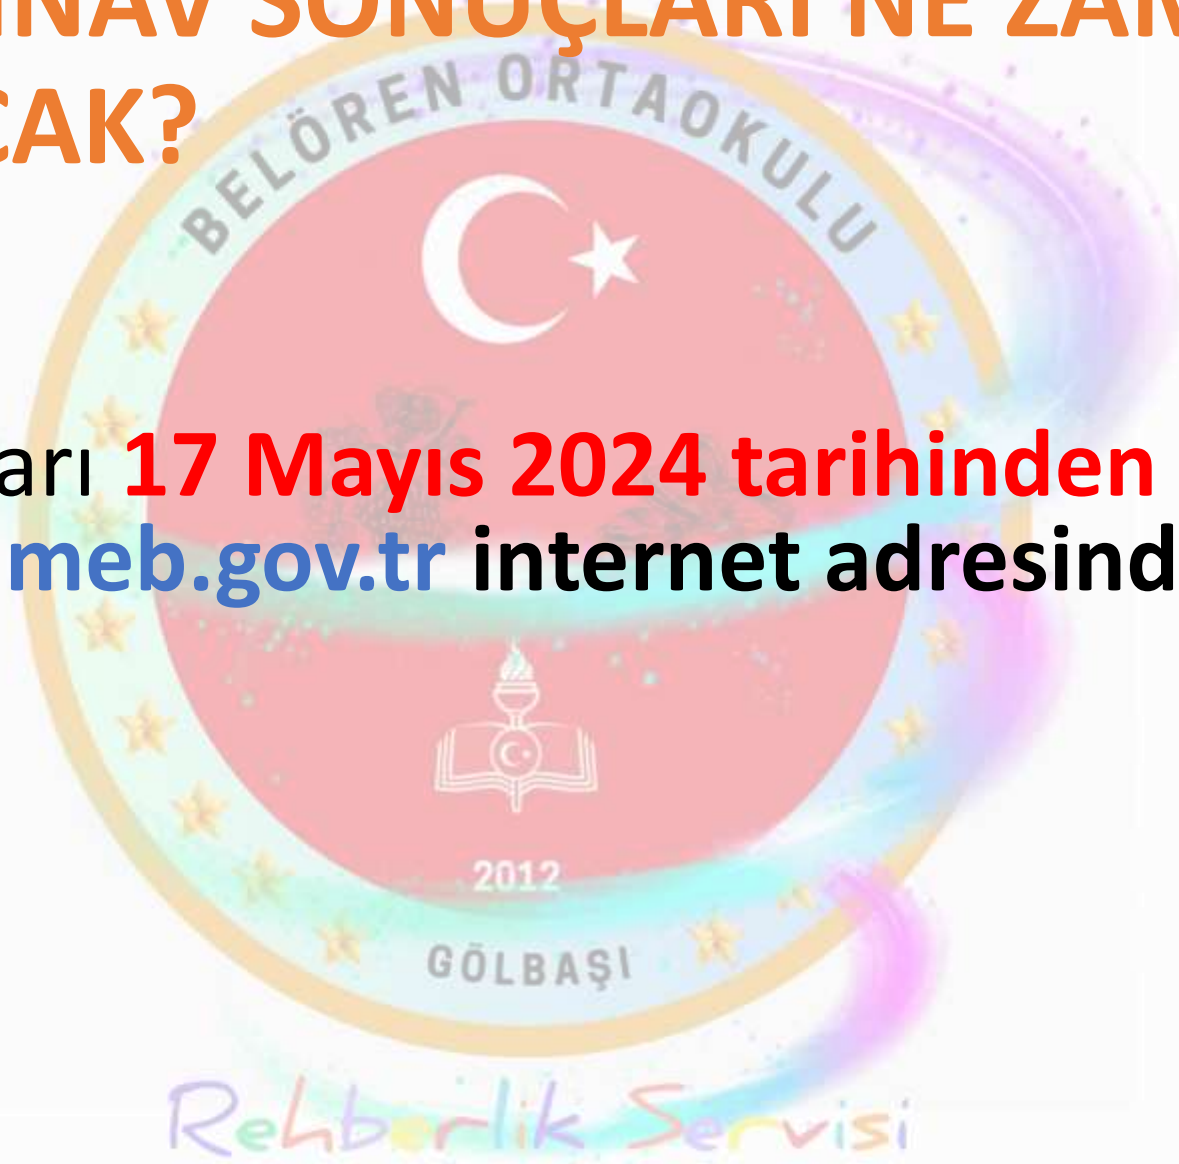 INAV SONUÇLARI NE ZAM
CAK?
BELÖREN ORTAOKULU
arı 17 Mayıs 2024 tarihinden
meb.gov.tr internet adresind
2012
GÖLBAŞI
Rehberlik Servisi